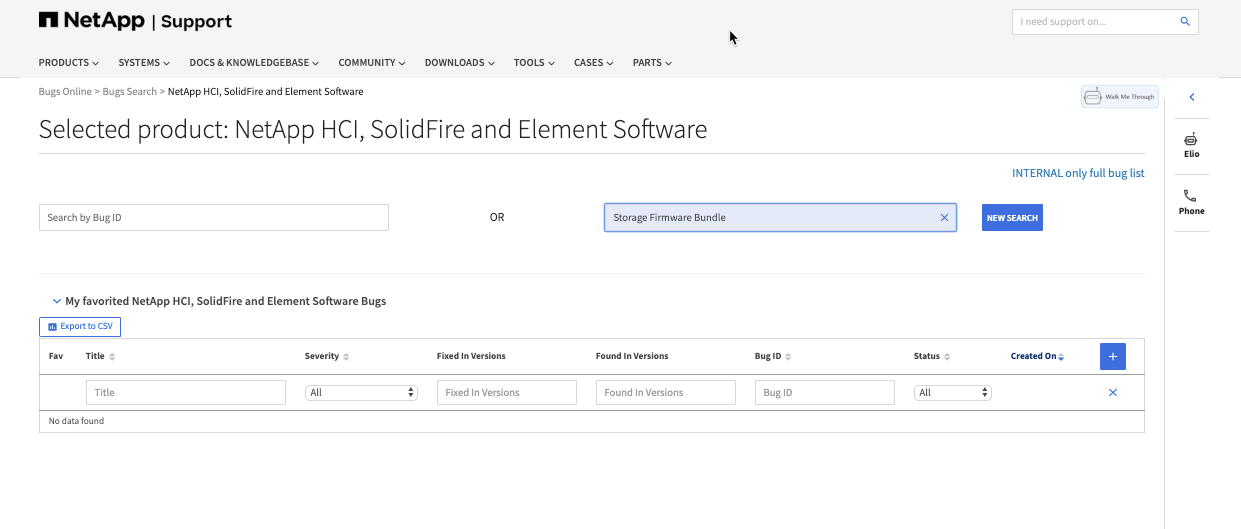 NetApp | Support
I need support on...
PRODUCTS SYSTEMS DOCS & KNOWLEDGEBASE COMMUNITY DOWNLOADS TOOLS CASES PARTS
Bugs Online > Bugs Search > NetApp HCI, SolidFire and Element Software
Walk Me Through
Selected product: NetApp HCI, SolidFire and Element Software
Elio
INTERNAL only full bug list
Phone
Search by Bug ID
OR
Storage Firmware Bundle
NEW SEARCH
My favorited NetApp HCI, SolidFire and Element Software Bugs
Export to CSV
Fav Title Severity Fixed In Versions Found In Versions Bug ID Status Created On +
Title All Fixed In Versions Found In Versions Bug ID All
No data found